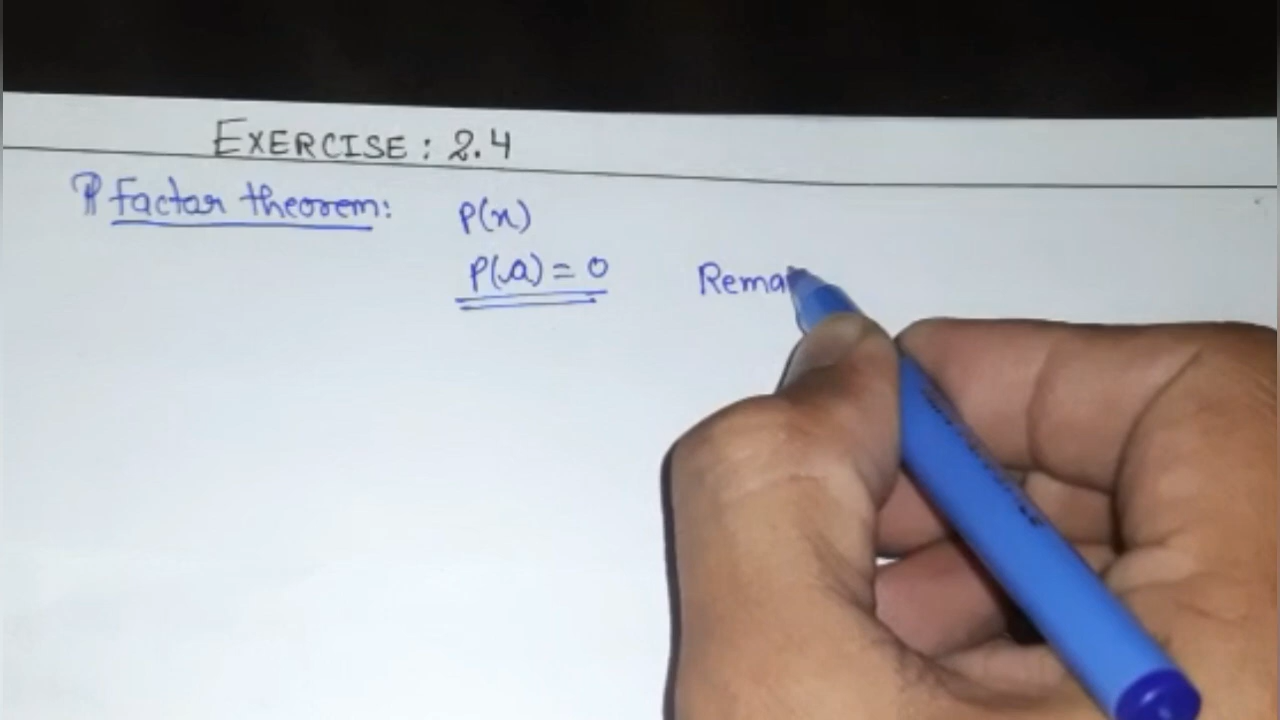 EXERCISE: 2.4
factor theorem: P(x)
P(a) = 0 Rema